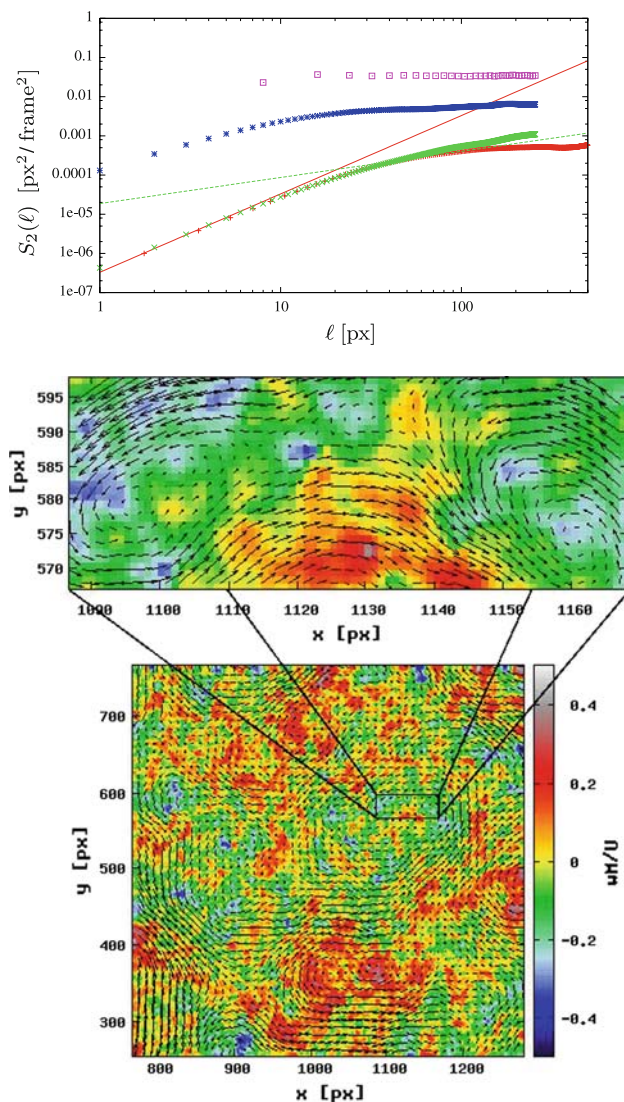 1
0.1
0.01
0.001
0.0001
1e-05
1e-06
1e-07
S₂(ℓ) [px²/frame²]
1 10 100
ℓ [px]
595
590
585
580
575
570
y [px]
1090 1100 1110 1120 1130 1140 1150 1160
x [px]
700
600
500
400
300
y [px]
800 900 1000 1100 1200
x [px]
0.4
0.2
0
-0.2
-0.4
wM/U